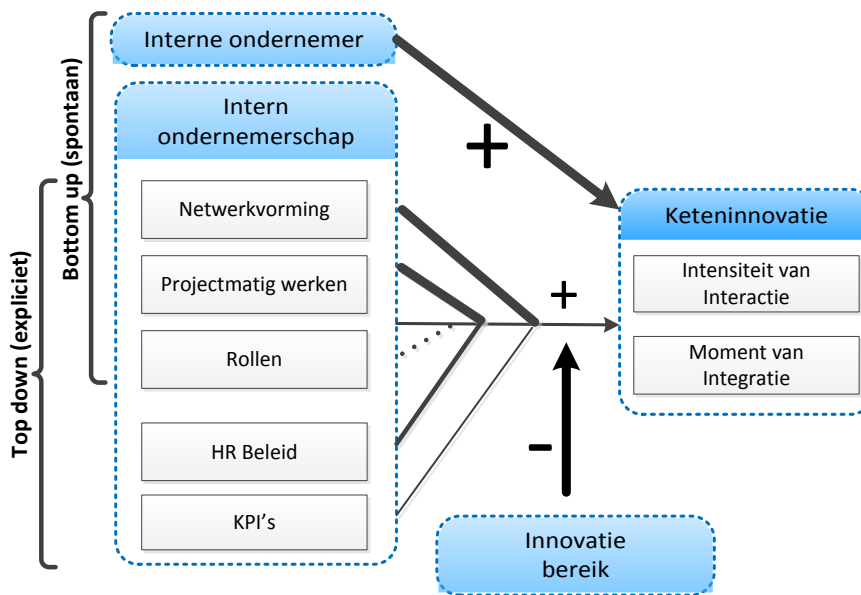 Top down (expliciet)
Bottom up (spontaan)
Interne ondernemer
Intern
ondernemerschap
Netwerkvorming
Projectmatig werken
Rollen
HR Beleid
KPI's
+
+
-
Keteninnovatie
Intensiteit van
Interactie
Moment van
Integratie
Innovatie
bereik